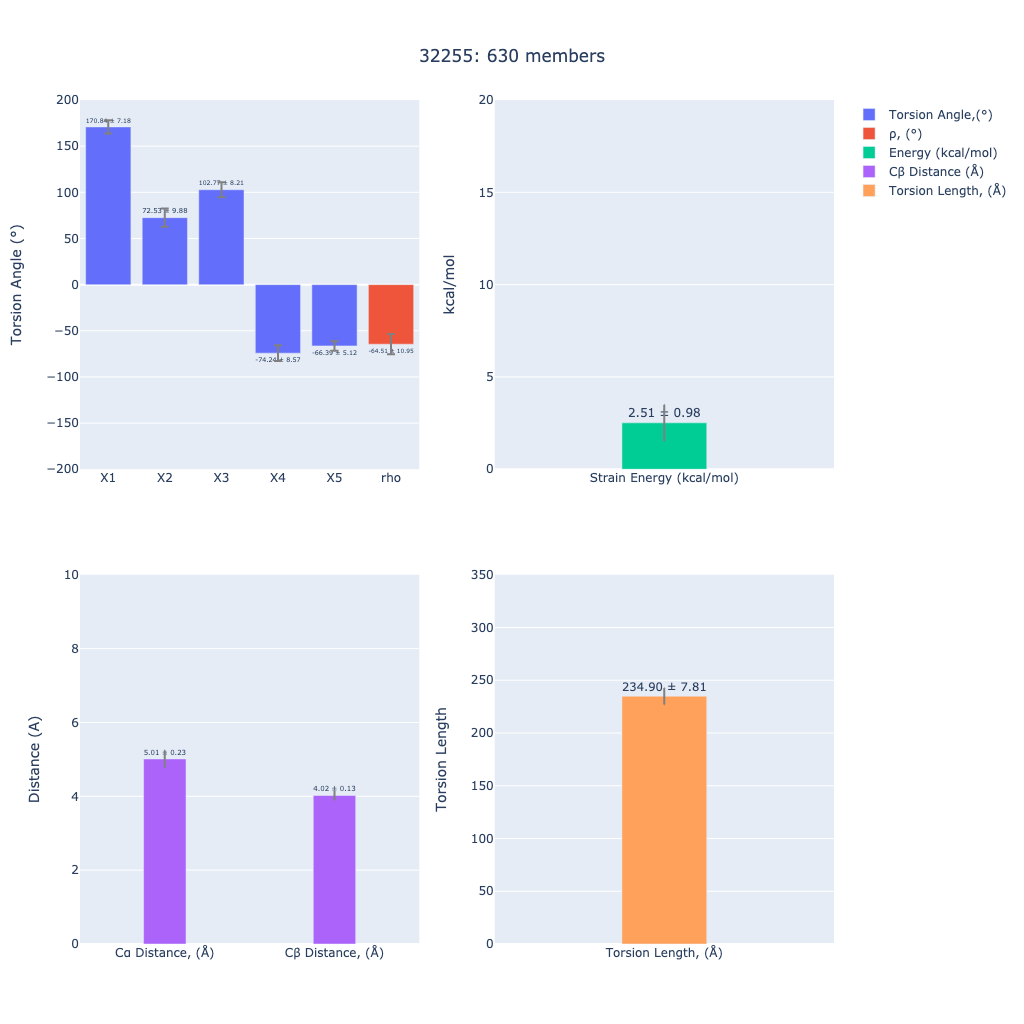 32255: 630 members
200
150
100
50
0
−50
−100
−150
−200
Torsion Angle (°)
170.84 ± 7.18
72.53 ± 9.88
102.77 ± 8.21
-74.24 ± 8.57
-66.39 ± 5.12
-64.51 ± 10.95
X1
X2
X3
X4
X5
rho
20
15
10
5
0
kcal/mol
2.51 ± 0.98
Strain Energy (kcal/mol)
Torsion Angle,(°)
ρ, (°)
Energy (kcal/mol)
Cβ Distance (Å)
Torsion Length, (Å)
10
8
6
4
2
0
Distance (A)
5.01 ± 0.23
4.02 ± 0.13
Cα Distance, (Å)
Cβ Distance, (Å)
350
300
250
200
150
100
50
0
Torsion Length
234.90 ± 7.81
Torsion Length, (Å)